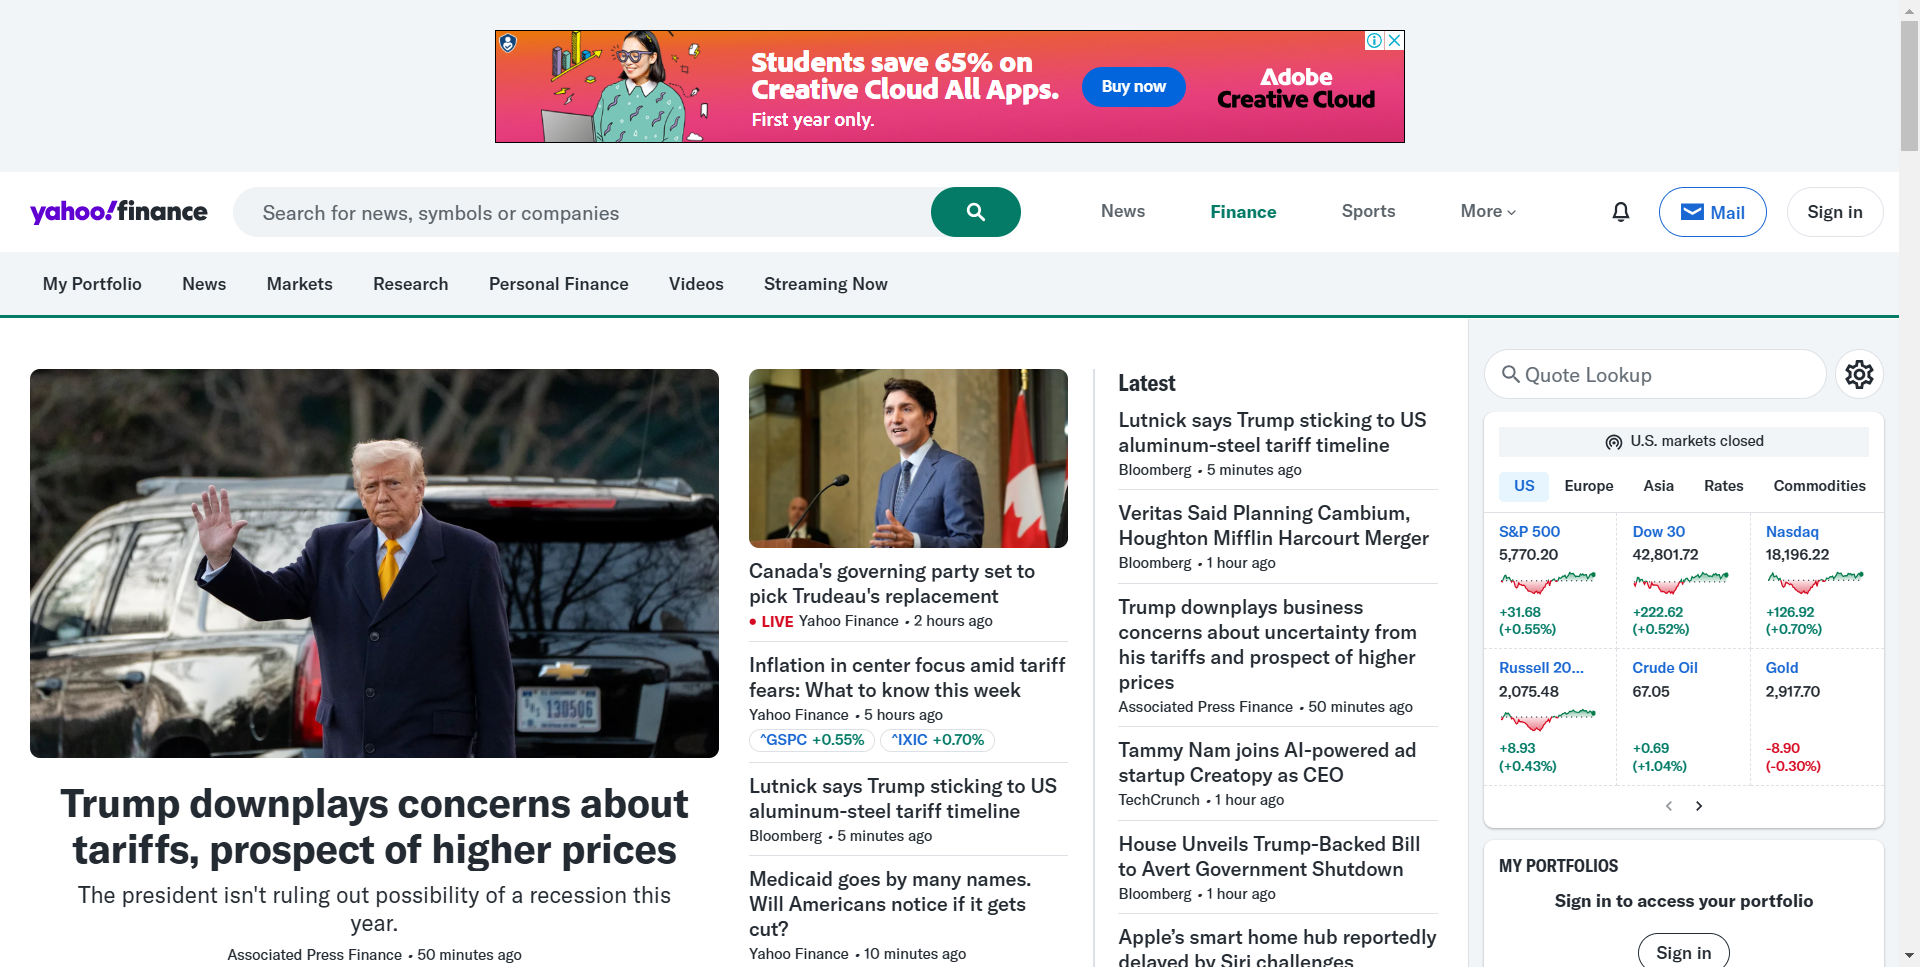 Students save 65% on
Creative Cloud All Apps.
First year only.
Buy now
Adobe
Creative Cloud
yahoo!finance
Search for news, symbols or companies
News
Finance
Sports
More
Mail
Sign in
My Portfolio
News
Markets
Research
Personal Finance
Videos
Streaming Now
130506
Trump downplays concerns about
tariffs, prospect of higher prices
The president isn't ruling out possibility of a recession this
year.
Associated Press Finance • 50 minutes ago
Canada's governing party set to
pick Trudeau's replacement
• LIVE Yahoo Finance • 2 hours ago
Inflation in center focus amid tariff
fears: What to know this week
Yahoo Finance • 5 hours ago
^GSPC +0.55% ^IXIC +0.70%
Lutnick says Trump sticking to US
aluminum-steel tariff timeline
Bloomberg • 5 minutes ago
Medicaid goes by many names.
Will Americans notice if it gets
cut?
Yahoo Finance • 10 minutes ago
Latest
Lutnick says Trump sticking to US
aluminum-steel tariff timeline
Bloomberg • 5 minutes ago
Veritas Said Planning Cambium,
Houghton Mifflin Harcourt Merger
Bloomberg • 1 hour ago
Trump downplays business
concerns about uncertainty from
his tariffs and prospect of higher
prices
Associated Press Finance • 50 minutes ago
Tammy Nam joins AI-powered ad
startup Creatopy as CEO
TechCrunch • 1 hour ago
House Unveils Trump-Backed Bill
to Avert Government Shutdown
Bloomberg • 1 hour ago
Apple’s smart home hub reportedly
delayed by Siri challenges
Quote Lookup
U.S. markets closed
US Europe Asia Rates Commodities
S&P 500
5,770.20
+31.68
(+0.55%)
Dow 30
42,801.72
+222.62
(+0.52%)
Nasdaq
18,196.22
+126.92
(+0.70%)
Russell 20...
2,075.48
+8.93
(+0.43%)
Crude Oil
67.05
+0.69
(+1.04%)
Gold
2,917.70
-8.90
(-0.30%)
MY PORTFOLIOS
Sign in to access your portfolio
Sign in